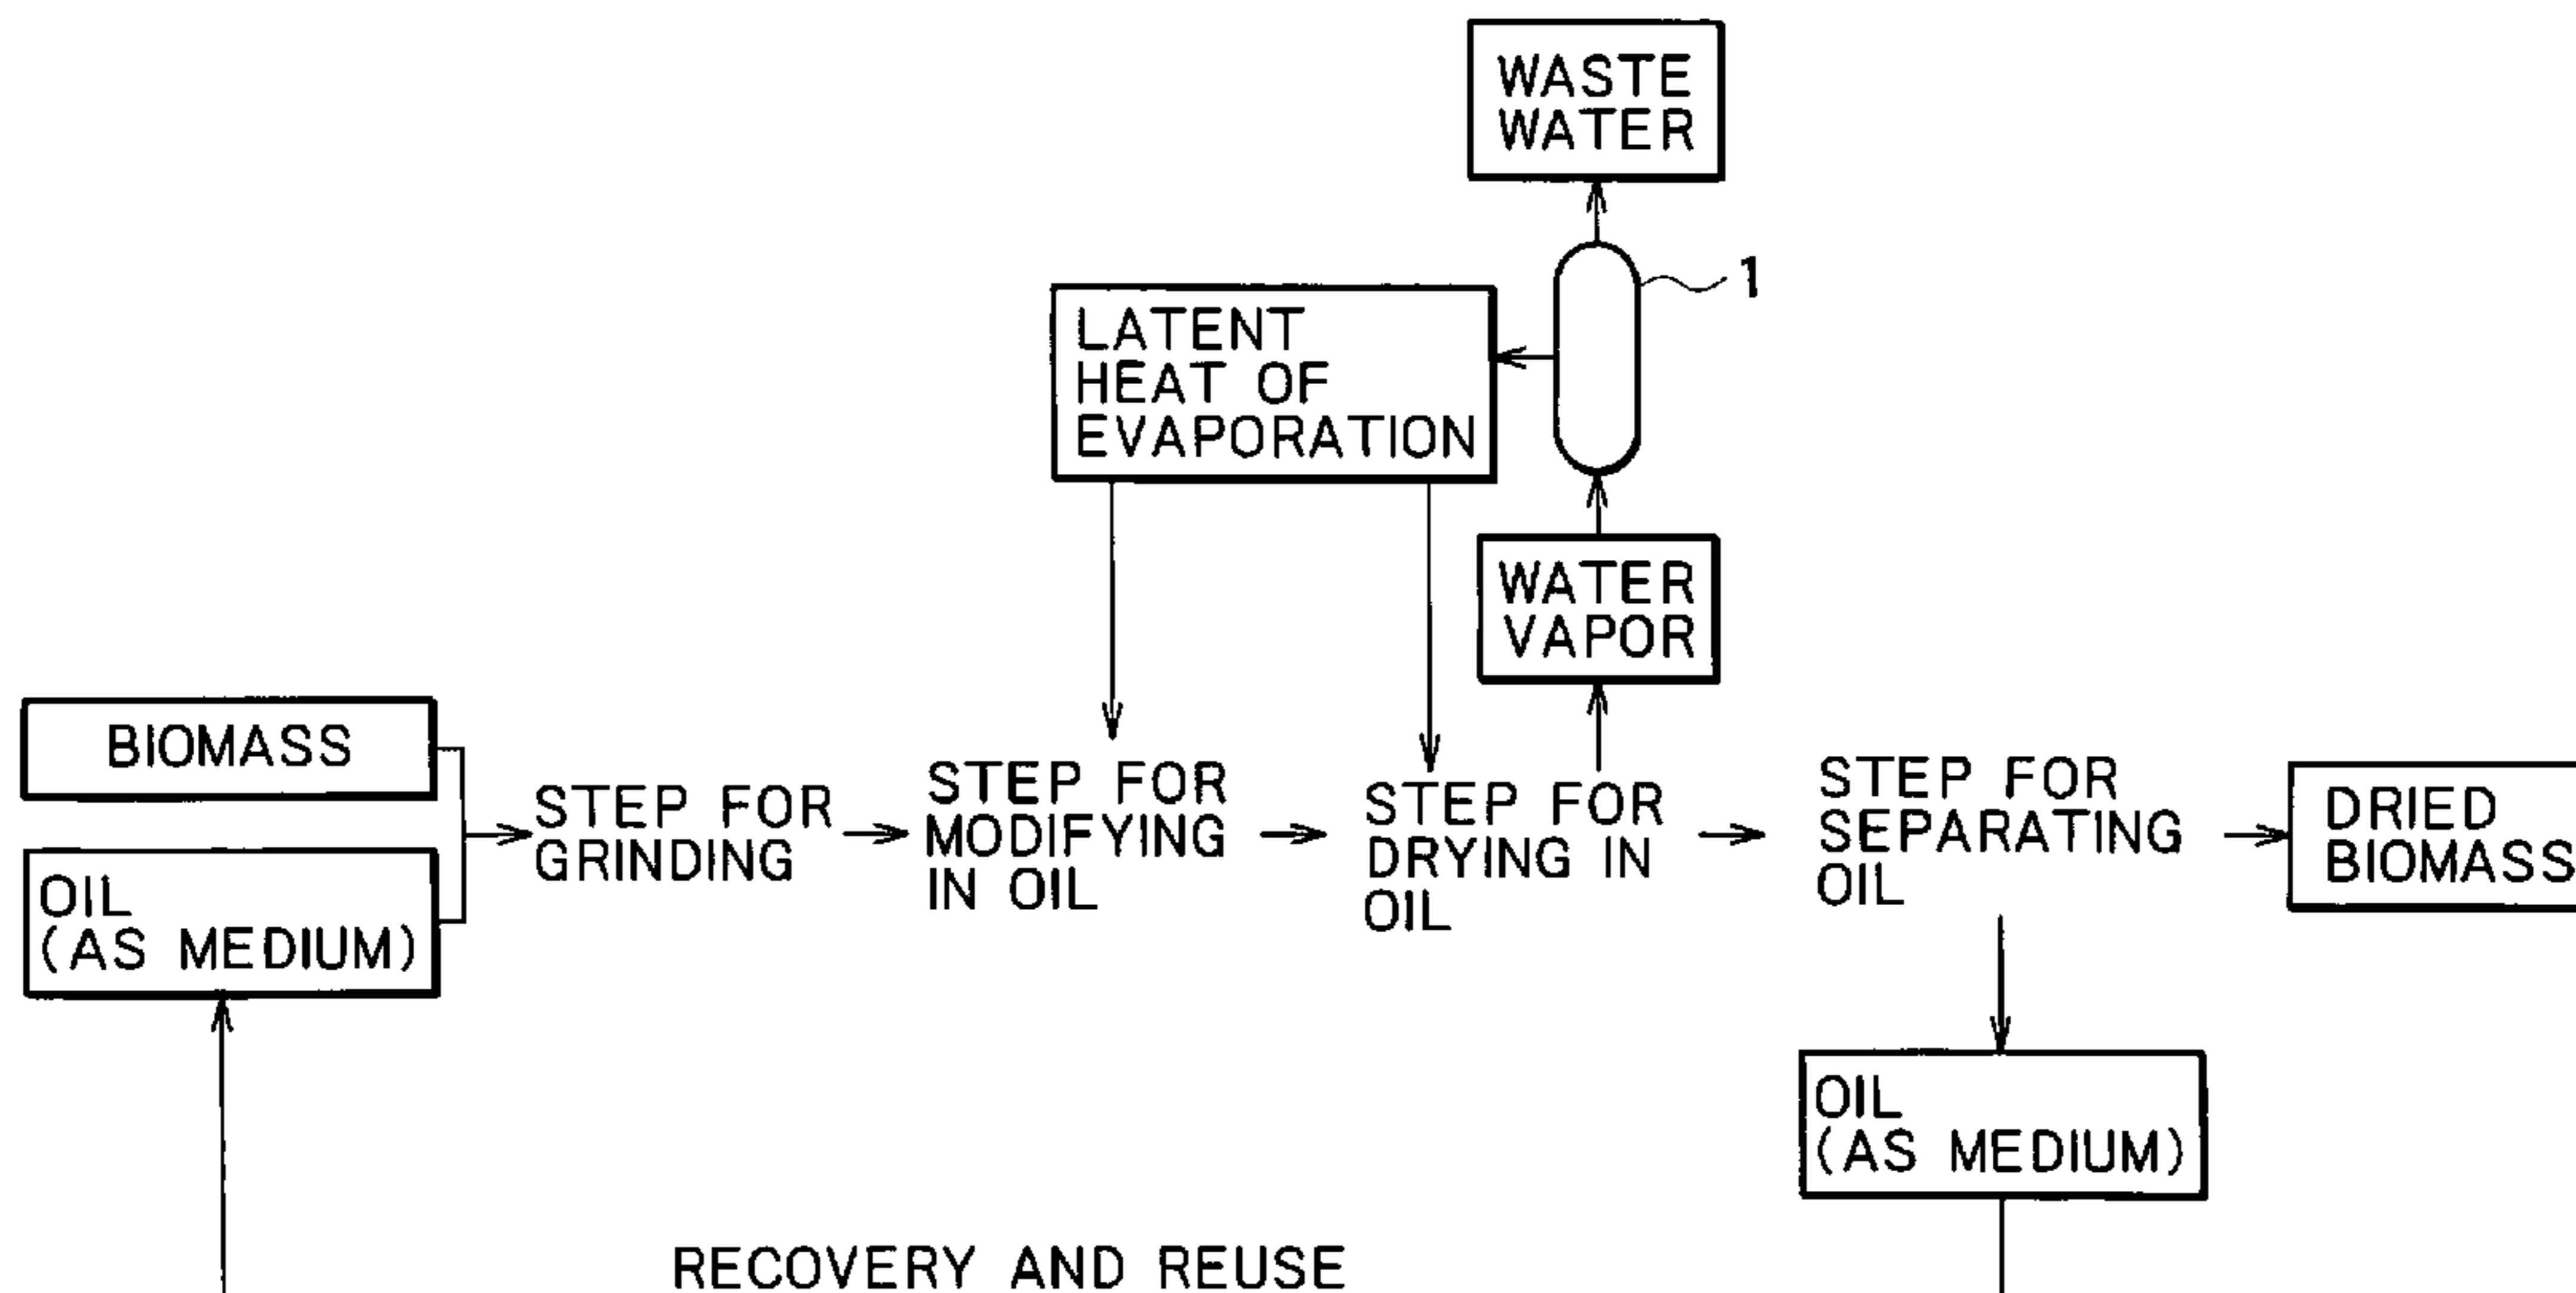 WASTE
WATER
1
LATENT
HEAT OF
EVAPORATION
WATER
VAPOR
BIOMASS
OIL
(AS MEDIUM)
STEP FOR
GRINDING
STEP FOR
MODIFYING
IN OIL
STEP FOR
DRYING IN
OIL
STEP FOR
SEPARATING
OIL
DRIED
BIOMASS
OIL
(AS MEDIUM)
RECOVERY AND REUSE